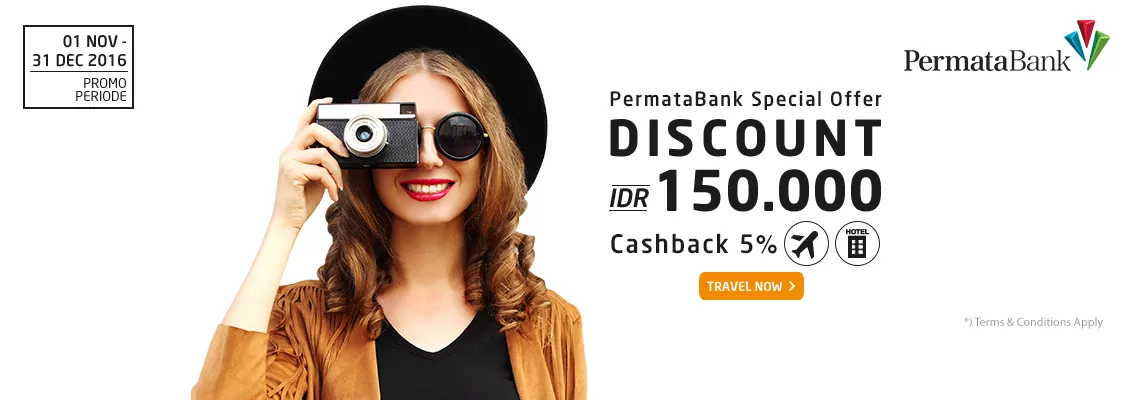 01 NOV -
31 DEC 2016
PROMO
PERIODE
PermataBank
PermataBank Special Offer
DISCOUNT
IDR 150.000
Cashback 5%
HOTEL
TRAVEL NOW >
*) Terms & Conditions Apply